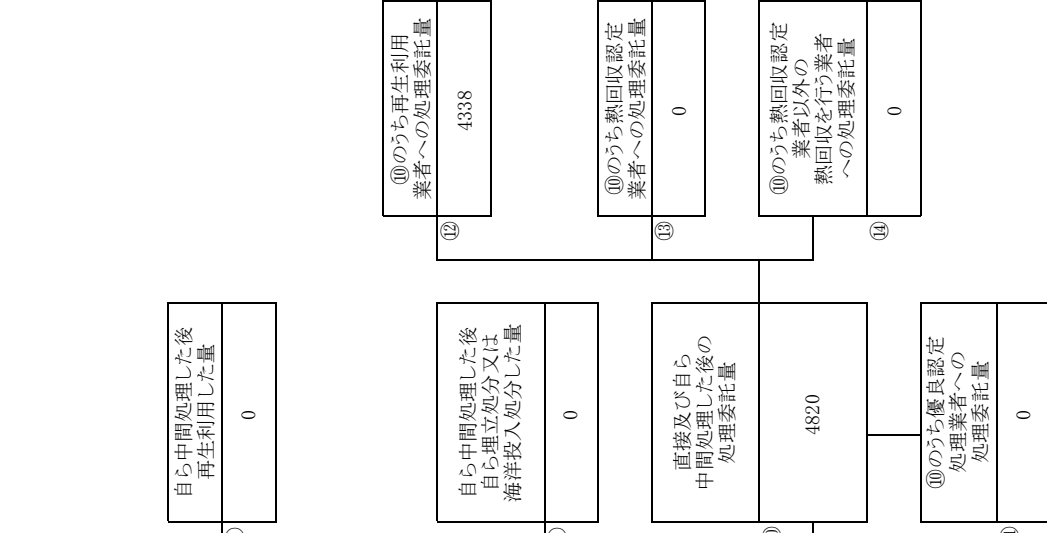 ⑩のうち再生利用
業者への処理委託量
4338
⑫
⑩のうち熱回収認定
業者への処理委託量
0
⑬
⑩のうち熱回収認定
業者以外の
熱回収を行う業者
への処理委託量
0
⑭
自ら中間処理した後
再生利用した量
0
自ら中間処理した後
自ら埋立処分又は
海洋投入処分した量
0
直接及び自ら
中間処理した後の
処理委託量
4820
⑩のうち優良認定
処理業者への
処理委託量
0